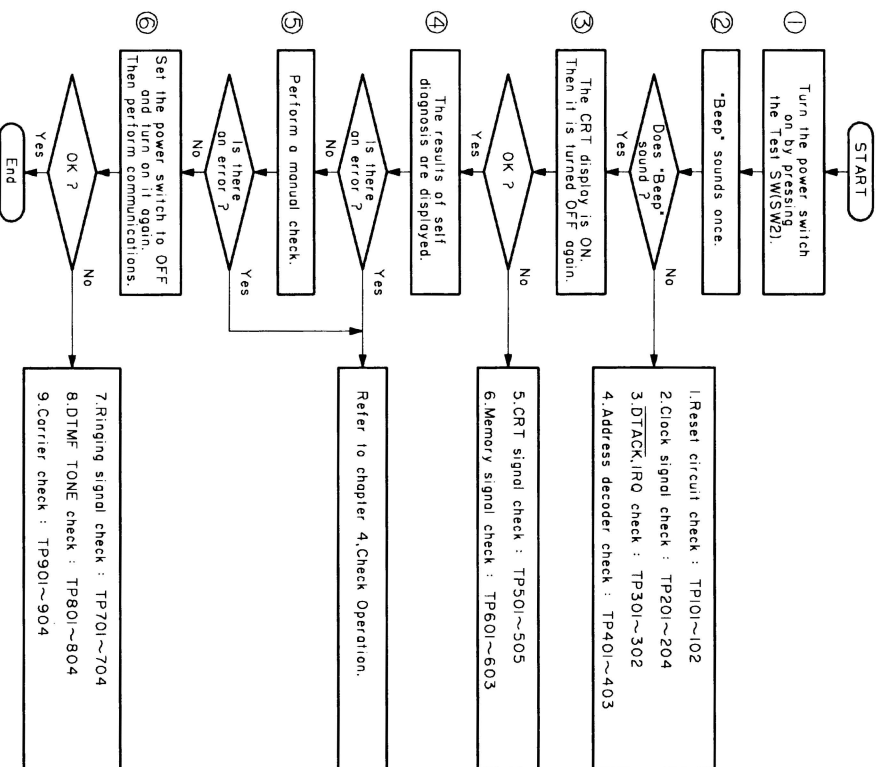 START
①
Turn the power switch
on by pressing
the Test SW(SW2).
②
"Beep" sounds once.
Does "Beep"
sound ?
No
Yes
1.Reset circuit check : TP101~102
2.Clock signal check : TP201~204
3.DTACK,IRQ check : TP301~302
4.Address decoder check : TP401~403
③
The CRT display is ON.
Then it is turned OFF again.
OK ?
No
Yes
5.CRT signal check : TP501~505
6.Memory signal check : TP601~603
④
The results of self
diagnosis are displayed.
Is there
an error ?
Yes
No
Refer to chapter 4,Check Operation.
⑤
Perform a manual check.
Is there
an error ?
Yes
No
⑥
Set the power switch to OFF
and turn on it again.
Then perform communications.
OK ?
No
Yes
7.Ringing signal check : TP701~704
8.DTMF TONE check : TP801~804
9.Carrier check : TP901~904
End